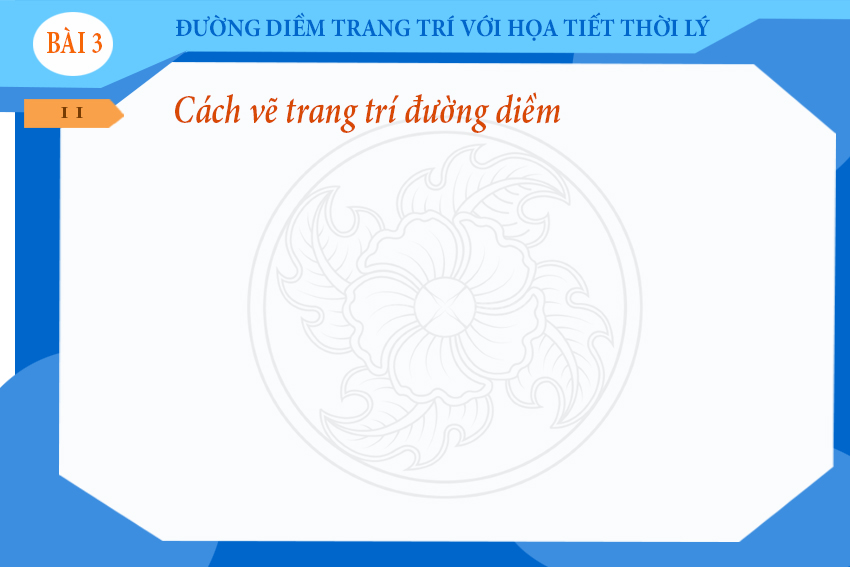 BÀI 3
ĐƯỜNG DIỀM TRANG TRÍ VỚI HỌA TIẾT THỜI LÝ
I I
Cách vẽ trang trí đường diềm